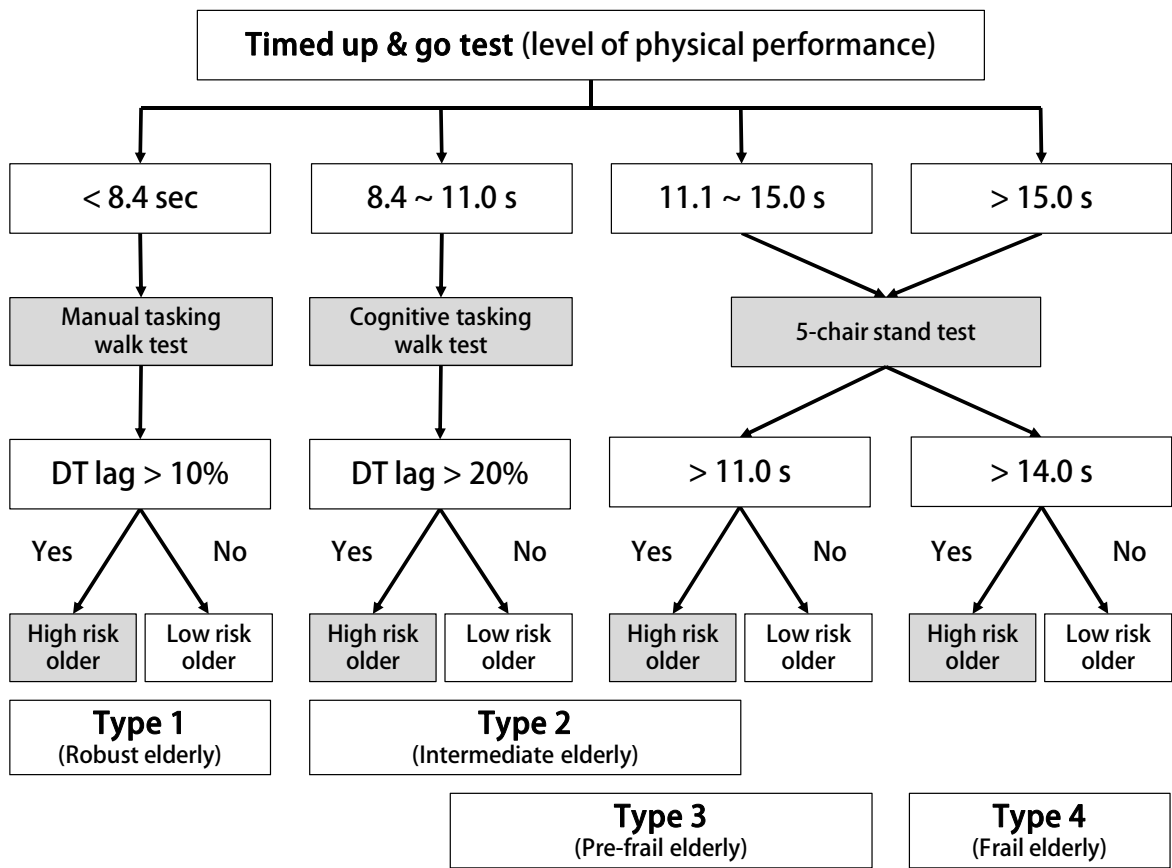 Timed up & go test (level of physical performance)
< 8.4 sec
8.4 ~ 11.0 s
11.1 ~ 15.0 s
> 15.0 s
Manual tasking
walk test
Cognitive tasking
walk test
5-chair stand test
DT lag > 10%
DT lag > 20%
> 11.0 s
> 14.0 s
Yes
No
Yes
No
Yes
No
Yes
No
High risk
older
Low risk
older
High risk
older
Low risk
older
High risk
older
Low risk
older
High risk
older
Low risk
older
Type 1
(Robust elderly)
Type 2
(Intermediate elderly)
Type 3
(Pre-frail elderly)
Type 4
(Frail elderly)